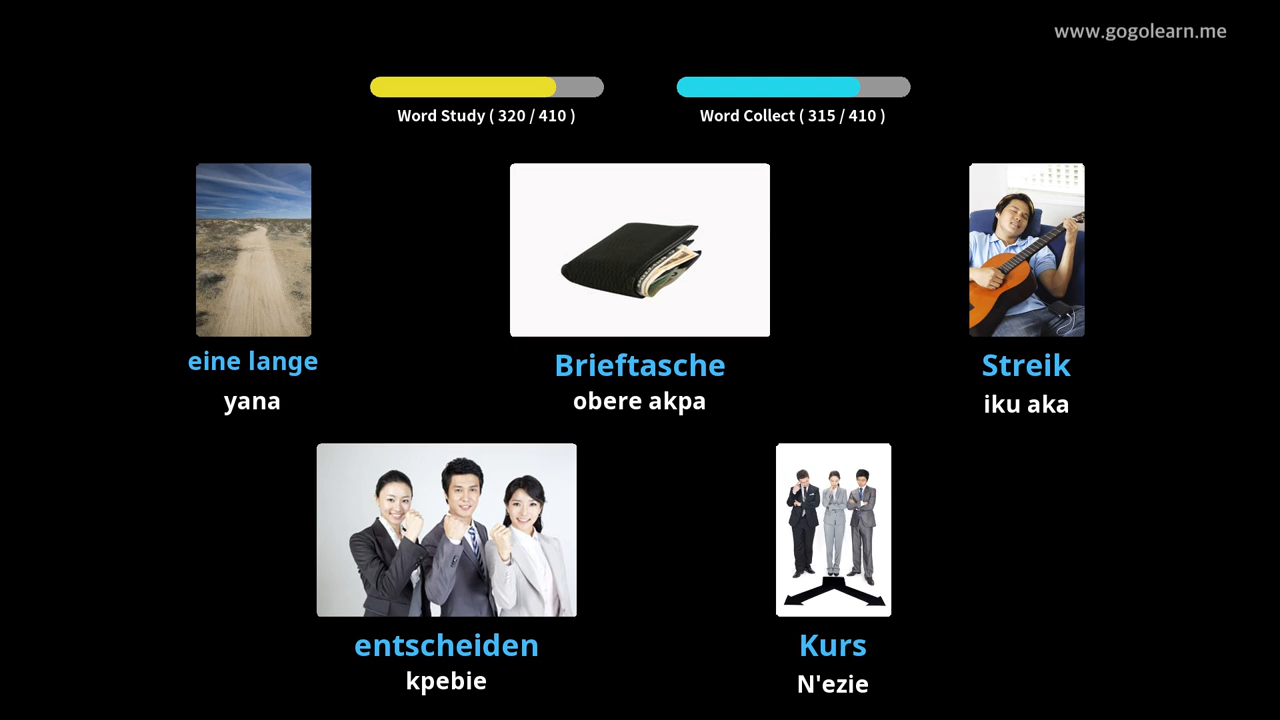 www.gogolearn.me
Word Study ( 320 / 410 )
Word Collect ( 315 / 410 )
eine lange
yana
Brieftasche
obere akpa
Streik
iku aka
entscheiden
kpebie
Kurs
N'ezie